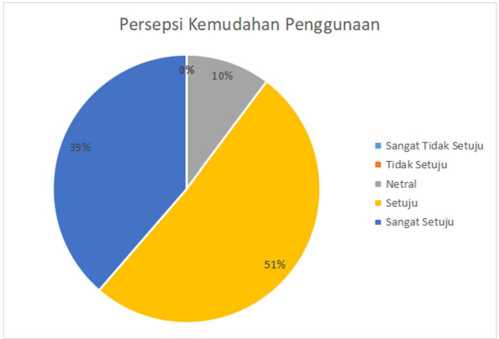 Persepsi Kemudahan Penggunaan
0%
10%
39%
51%
Sangat Tidak Setuju
Tidak Setuju
Netral
Setuju
Sangat Setuju